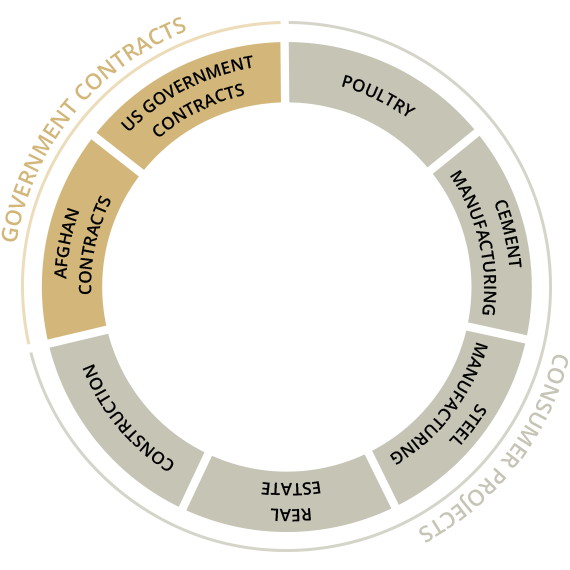 GOVERNMENT CONTRACTS
US GOVERNMENT
CONTRACTS
POULTRY
CEMENT
MANUFACTURING
STEEL
MANUFACTURING
REAL
ESTATE
CONSTRUCTION
AFGHAN
CONTRACTS
CONSUMER PROJECTS